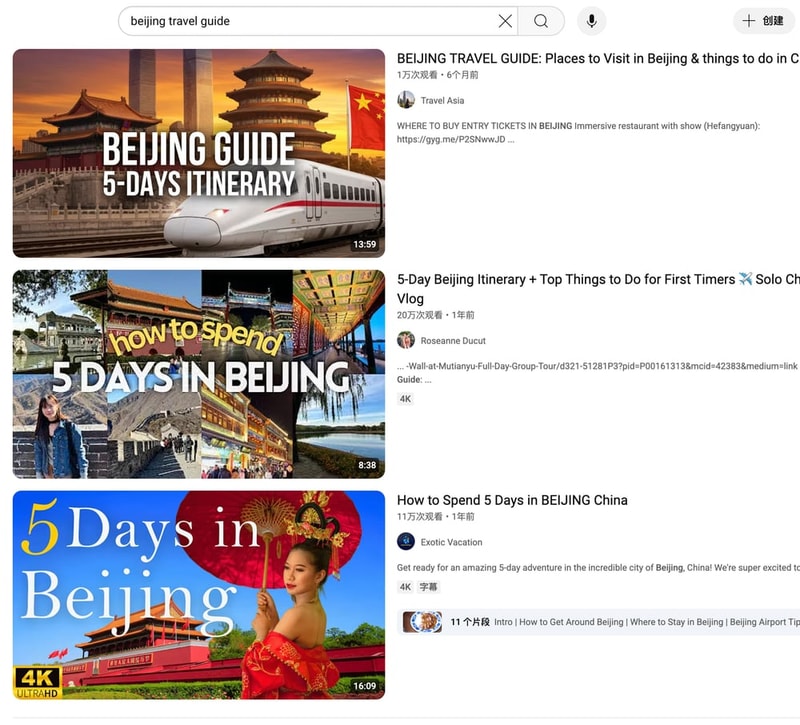 beijing travel guide
创建
BEIJING GUIDE
5-DAYS ITINERARY
13:59
BEIJING TRAVEL GUIDE: Places to Visit in Beijing & things to do in C
1万次观看 • 6个月前
Travel Asia
WHERE TO BUY ENTRY TICKETS IN BEIJING Immersive restaurant with show (Hefangyuan):
https://gyg.me/P2SNwwJD ...
how to spend
5 DAYS IN BEIJING
8:38
5-Day Beijing Itinerary + Top Things to Do for First Timers ✈️ Solo Ch
Vlog
20万次观看 • 1年前
Roseanne Ducut
... -Wall-at-Mutianyu-Full-Day-Group-Tour/d321-51281P3?pid=P00161313&mcid=42383&medium=link
Guide: ...
4K
5 Days in
Beijing
4K
ULTRA HD
16:09
How to Spend 5 Days in BEIJING China
11万次观看 • 1年前
Exotic Vacation
Get ready for an amazing 5-day adventure in the incredible city of Beijing, China! We're super excited to
4K 字幕
11 个片段 Intro | How to Get Around Beijing | Where to Stay in Beijing | Beijing Airport Tip